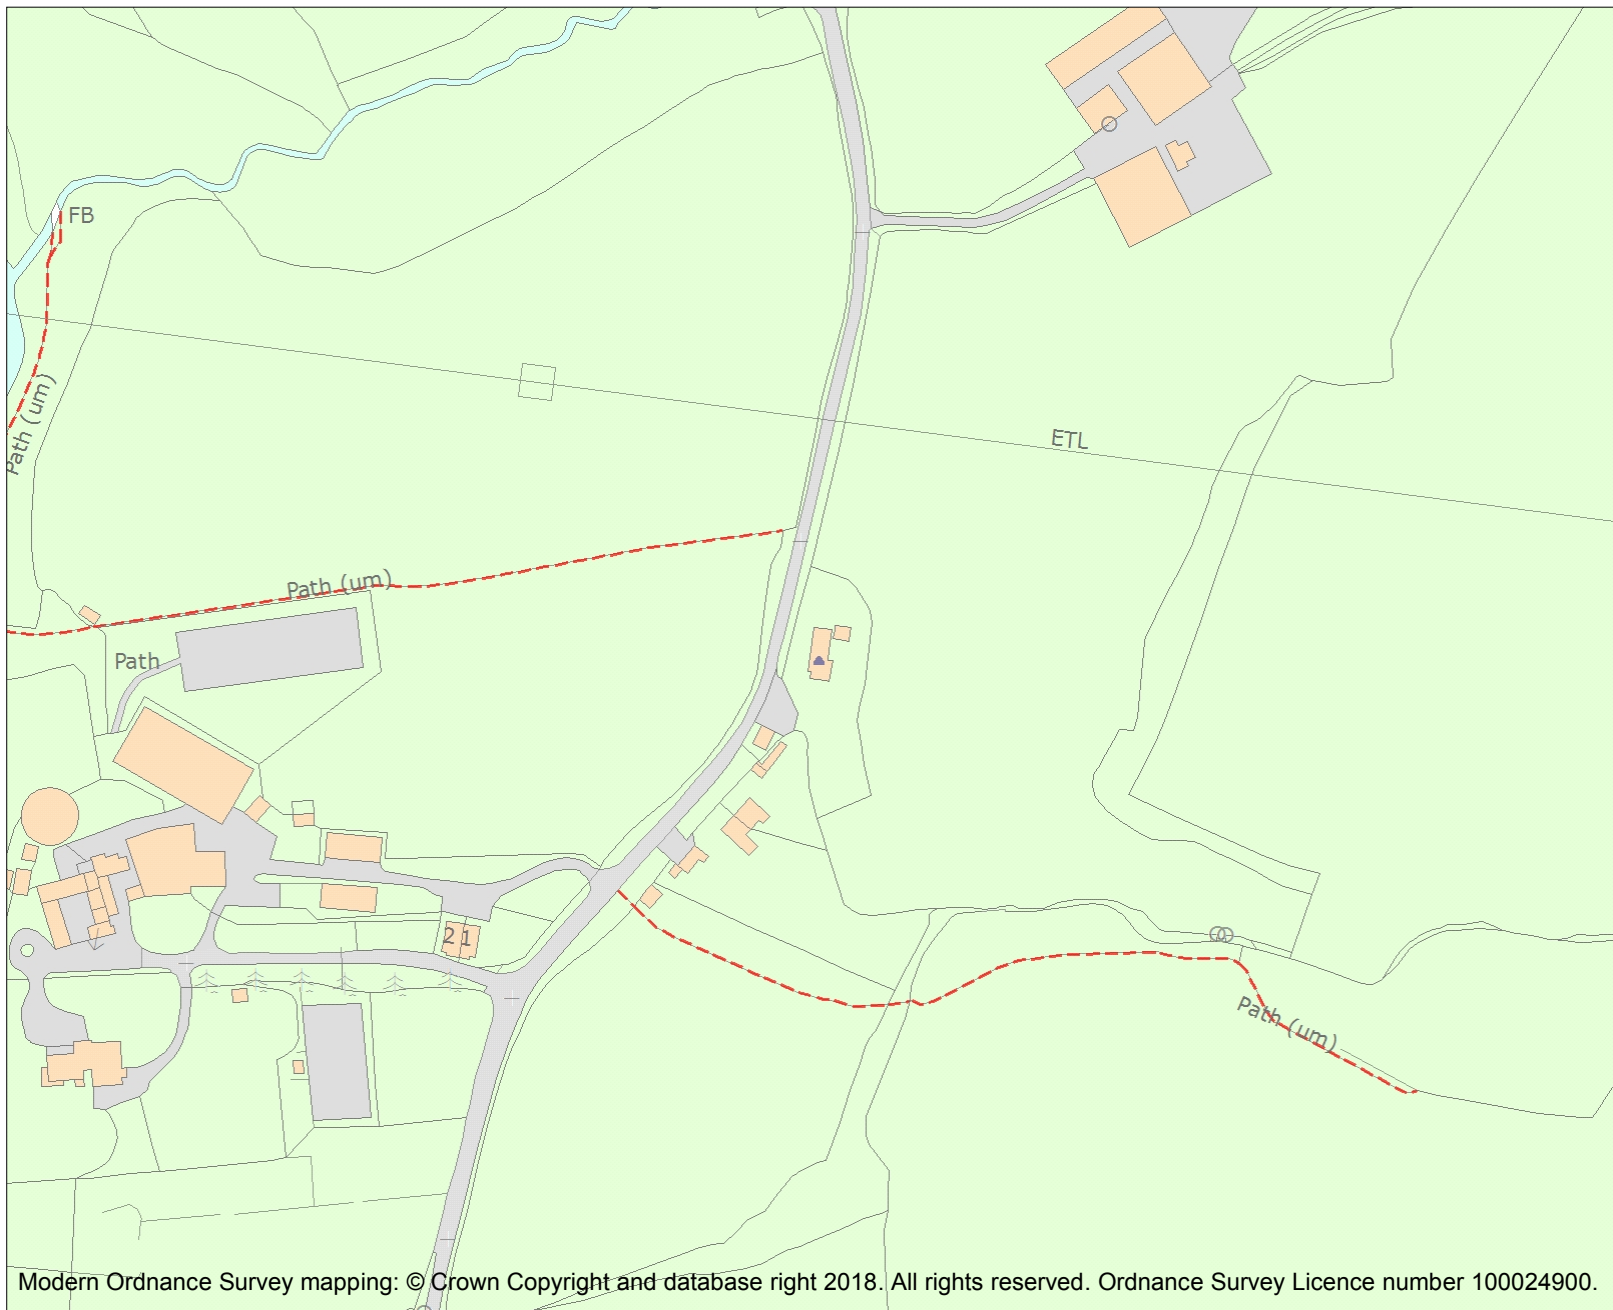 FB
Path (um)
ETL
Path (um)
Path
2 1
Path (um)
Modern Ordnance Survey mapping: © Crown Copyright and database right 2018. All rights reserved. Ordnance Survey Licence number 100024900.